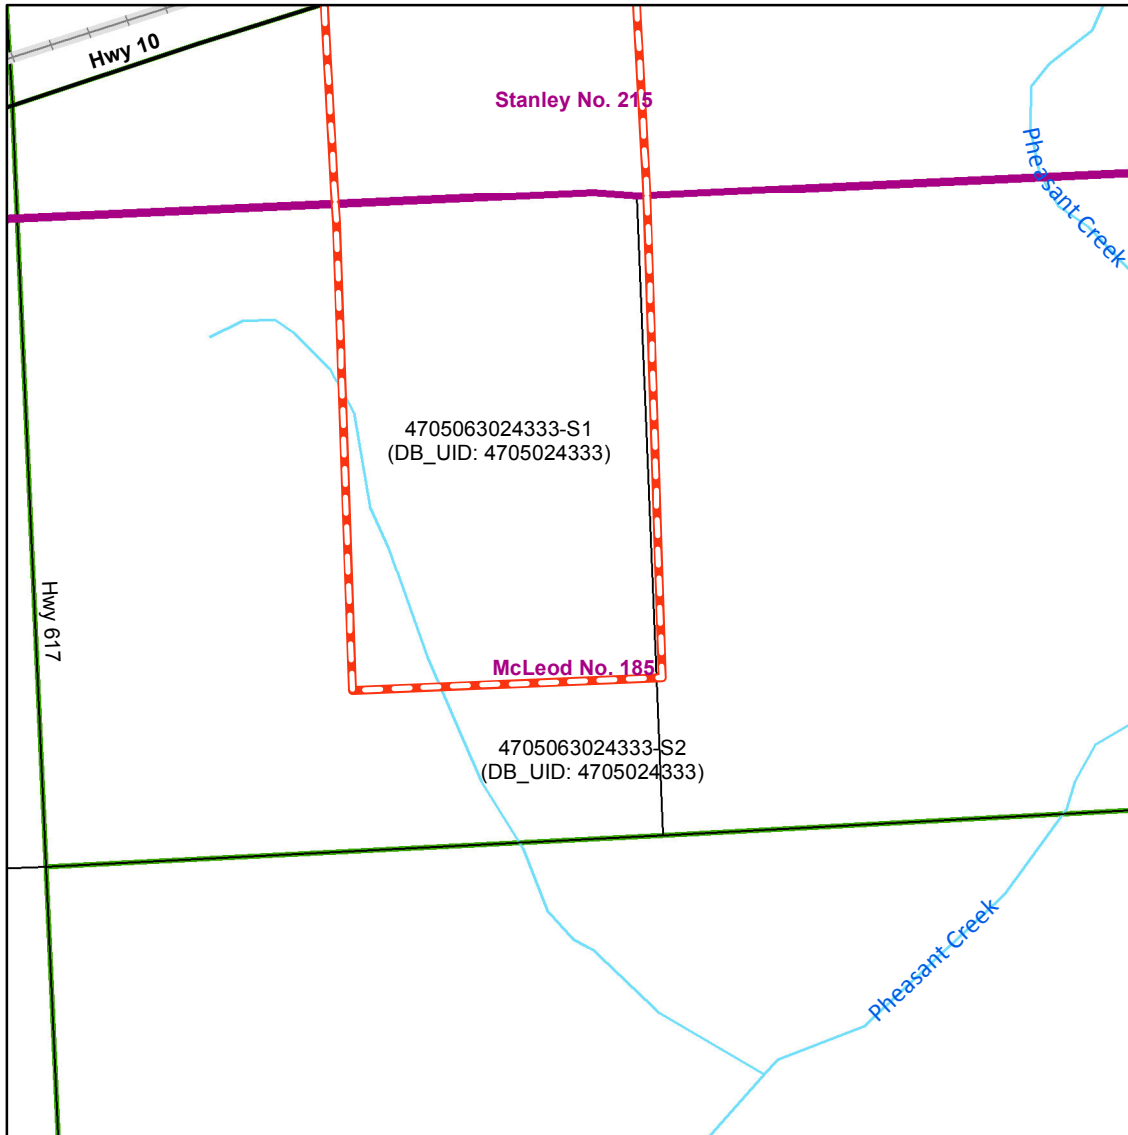 Hwy 10
Stanley No. 215
Pheasant Creek
4705063024333-S1
(DB_UID: 4705024333)
Hwy 617
McLeod No. 185
4705063024333-S2
(DB_UID: 4705024333)
Pheasant Creek